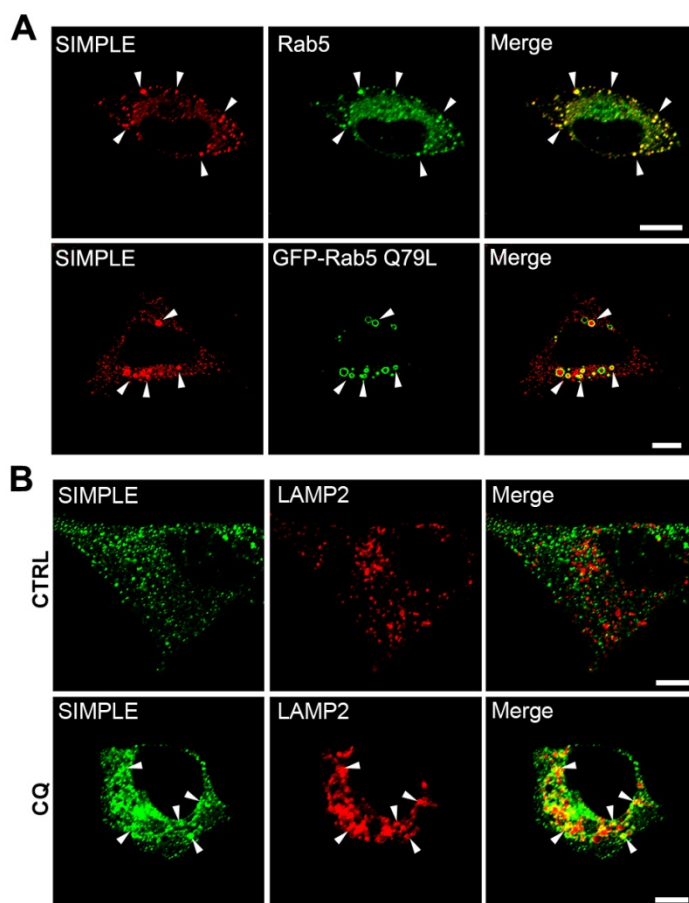 A
SIMPLE Rab5 Merge
SIMPLE GFP-Rab5 Q79L Merge
B
CTRL
SIMPLE LAMP2 Merge
CQ
SIMPLE LAMP2 Merge